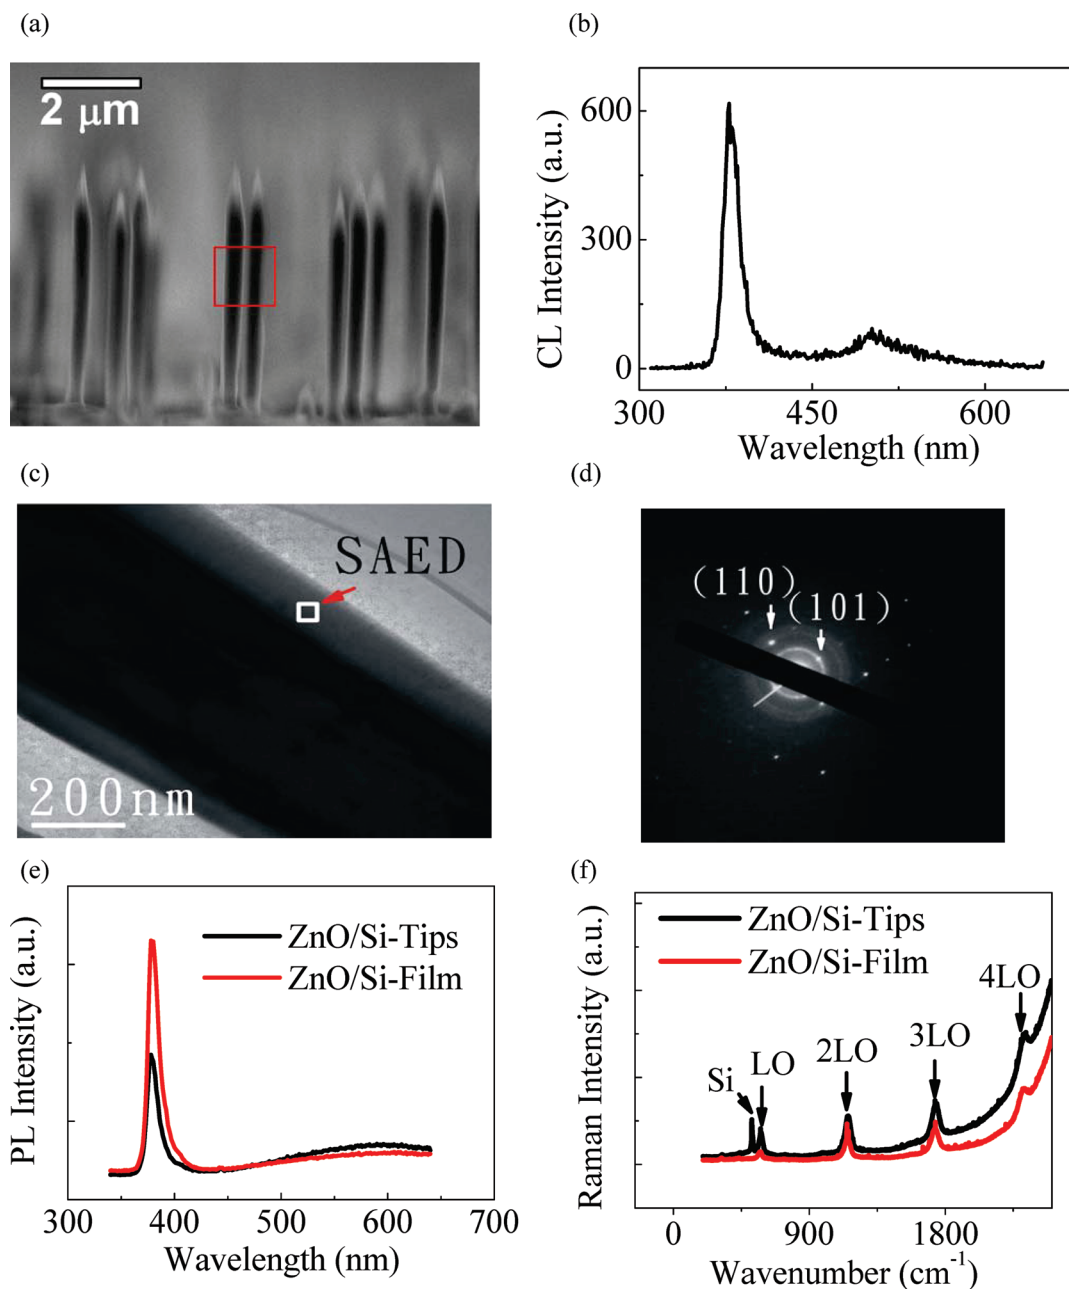 (a)
2 μm
(b)
600
300
0
300 450 600
CL Intensity (a.u.)
Wavelength (nm)
(c)
SAED
200nm
(d)
(110)
(101)
(e)
ZnO/Si-Tips
ZnO/Si-Film
PL Intensity (a.u.)
300 400 500 600 700
Wavelength (nm)
(f)
ZnO/Si-Tips
ZnO/Si-Film
4LO
3LO
2LO
LO
Si
Raman Intensity (a.u.)
0 900 1800
Wavenumber (cm⁻¹)